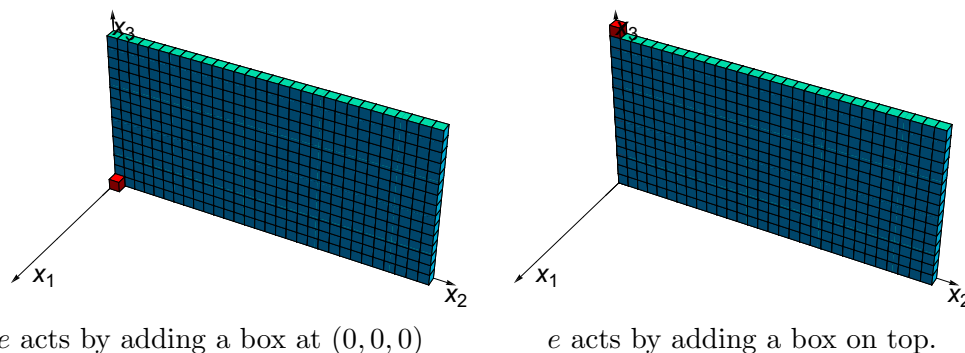 x₃ x₃
x₁ x₂ x₁ x₂
e acts by adding a box at (0, 0, 0) e acts by adding a box on top.